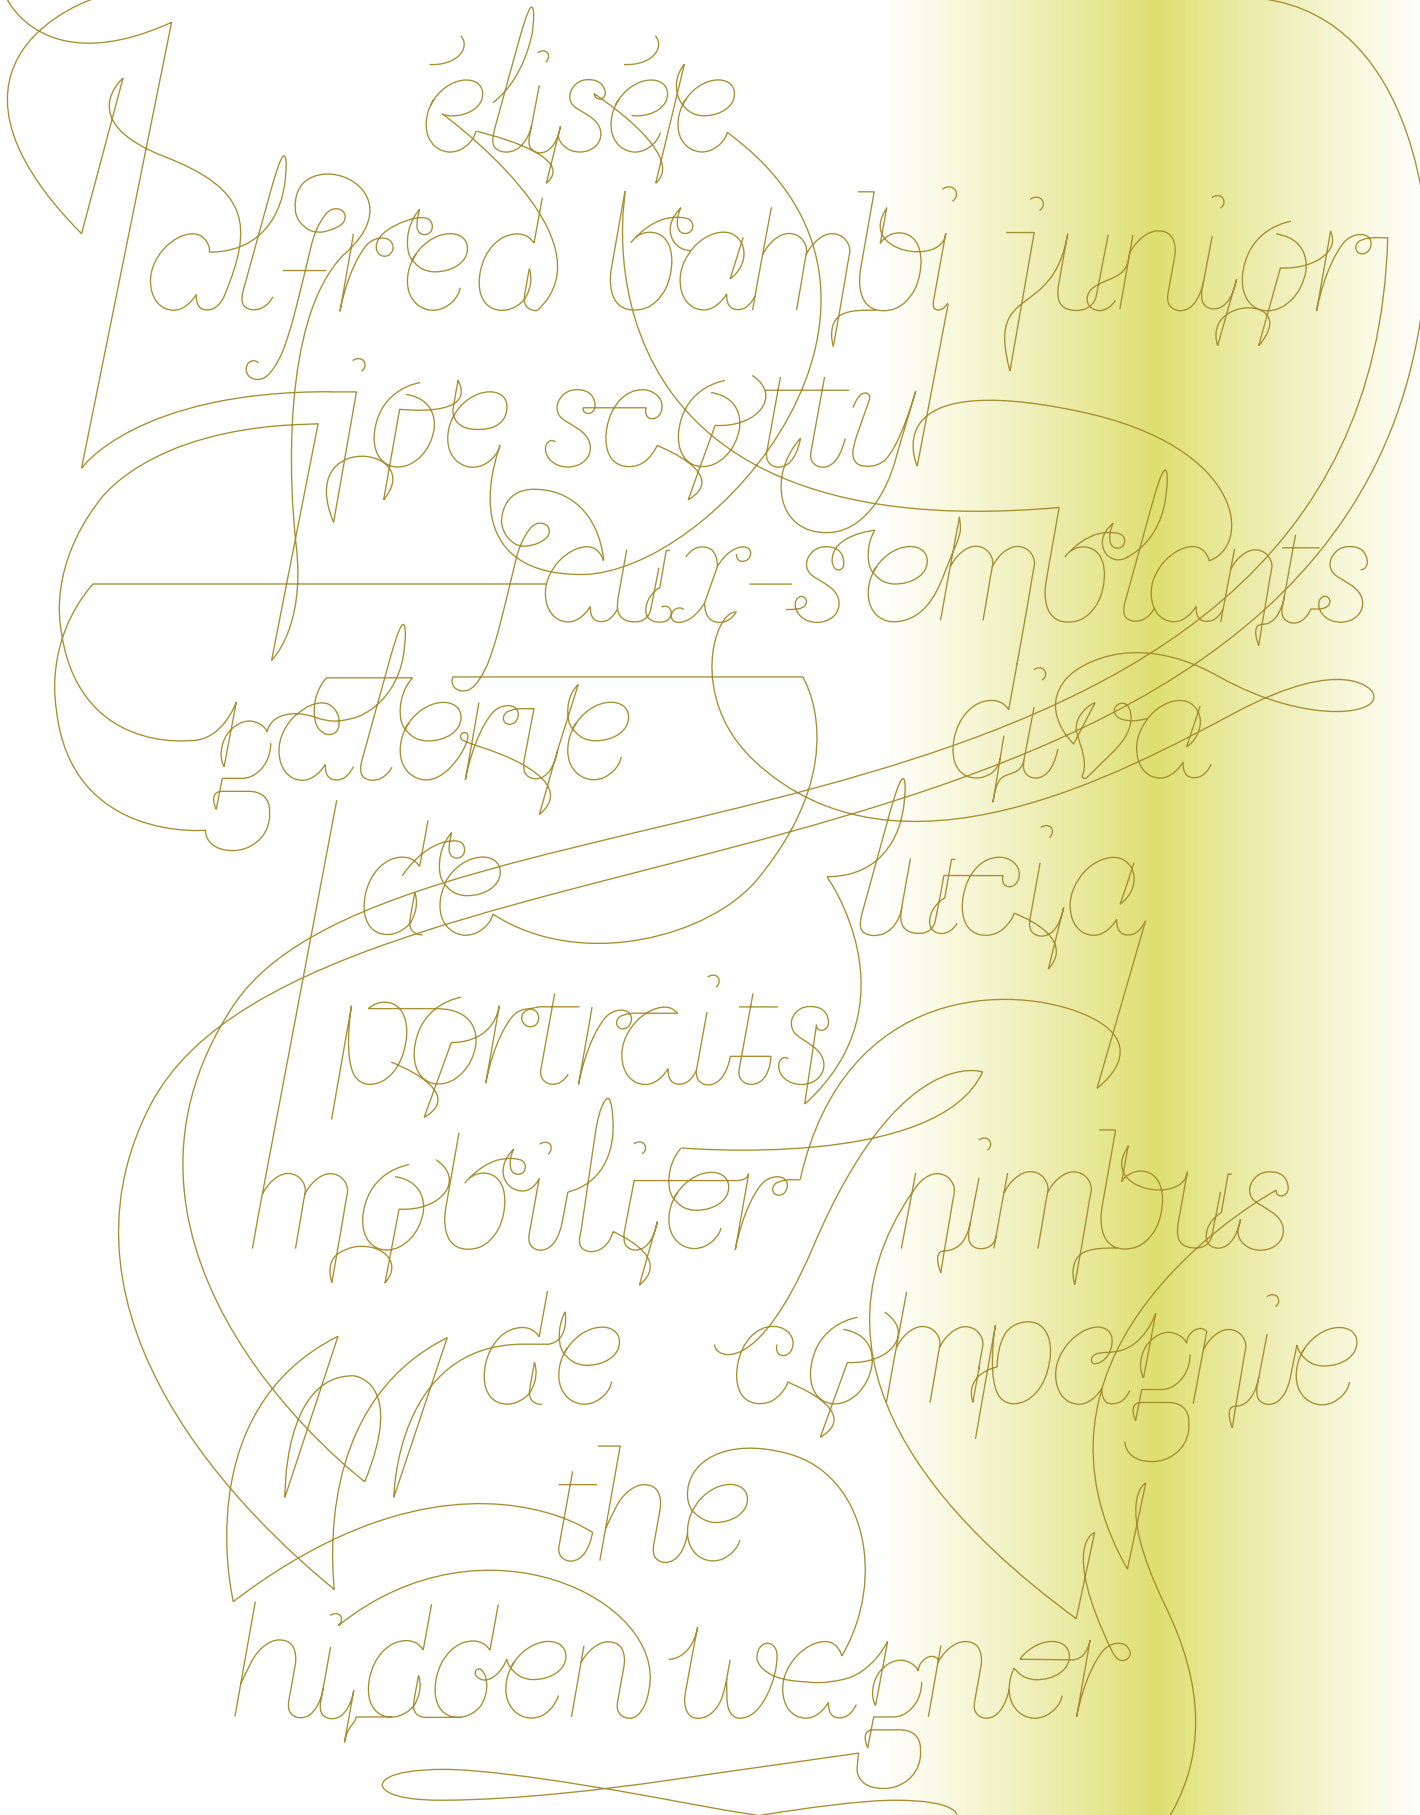 élisée
alfred bambi junior
joe scotty
aux-semblants
galerie diva
de lucia
portraits
mobilier nimbus
de compagnie
the
hidden wagner